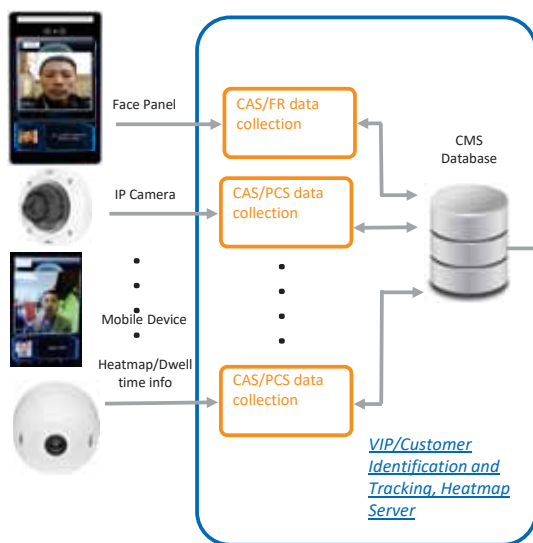 Face Panel
CAS/FR data
collection
CMS
Database
IP Camera
CAS/PCS data
collection
Mobile Device
Heatmap/Dwell
time info
CAS/PCS data
collection
VIP/Customer
Identification and
Tracking, Heatmap
Server